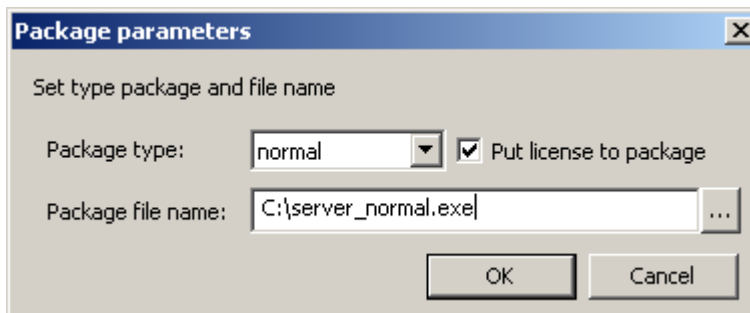 Package parameters
Set type package and file name
Package type: normal Put license to package
Package file name: C:\server_normal.exe ...
OK Cancel